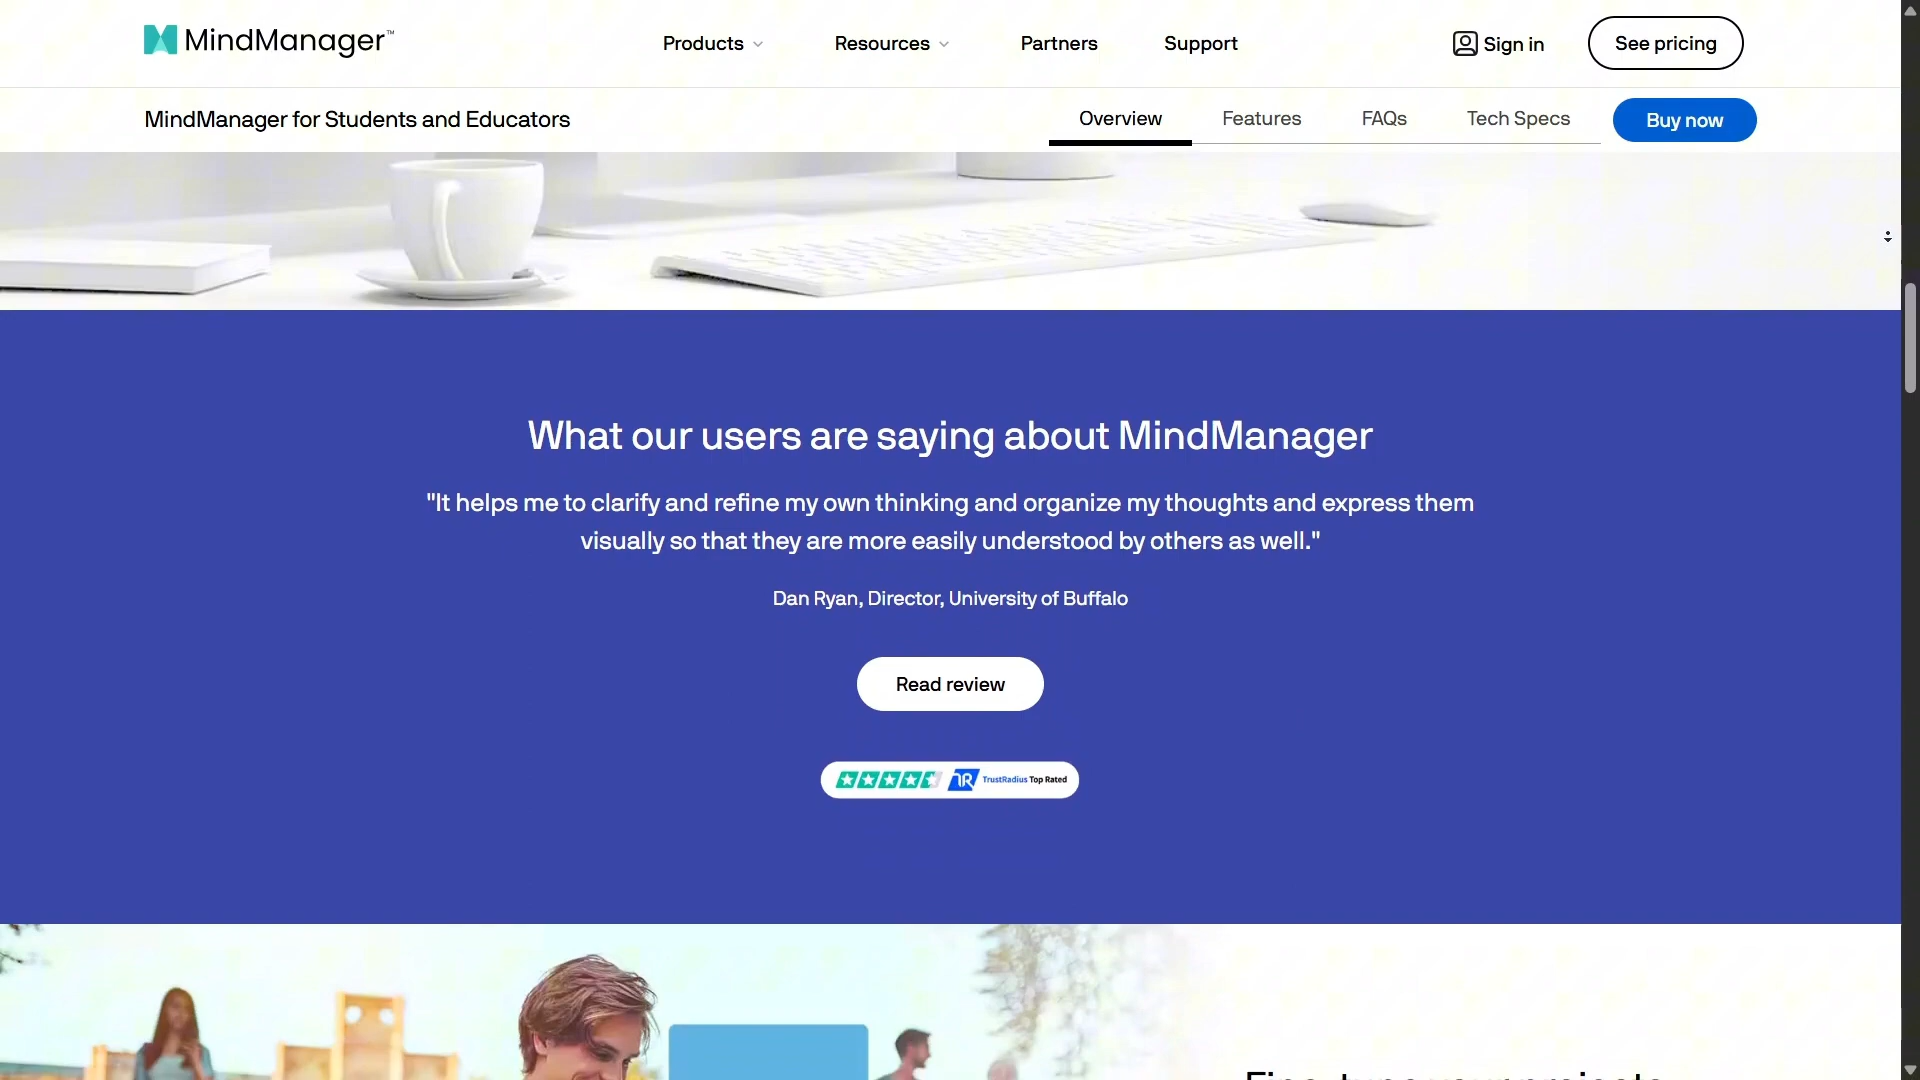 MindManager™
Products
Resources
Partners
Support
Sign in
See pricing
MindManager for Students and Educators
Overview
Features
FAQs
Tech Specs
Buy now
What our users are saying about MindManager
"It helps me to clarify and refine my own thinking and organize my thoughts and express them
visually so that they are more easily understood by others as well."
Dan Ryan, Director, University of Buffalo
Read review
TR TrustRadius Top Rated
your projects